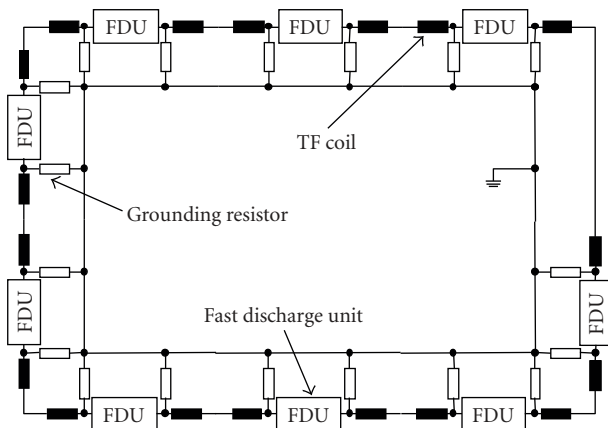 FDU
FDU
FDU
FDU
TF coil
Grounding resistor
FDU
FDU
Fast discharge unit
FDU
FDU
FDU